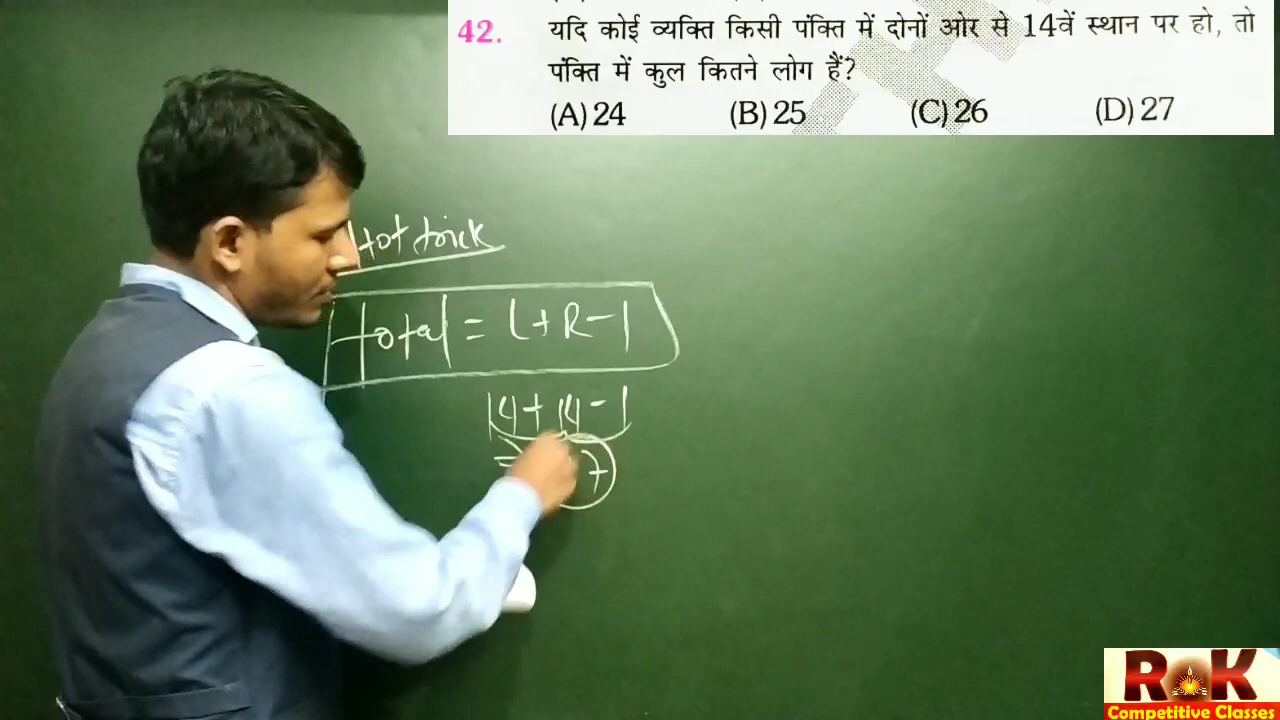 42. यदि कोई व्यक्ति किसी पंक्ति में दोनों ओर से 14वें स्थान पर हो, तो
पंक्ति में कुल कितने लोग हैं?
(A) 24 (B) 25 (C) 26 (D) 27
Hot trick
total = L + R - 1
14 + 14 - 1
= 7
RK
Competitive Classes